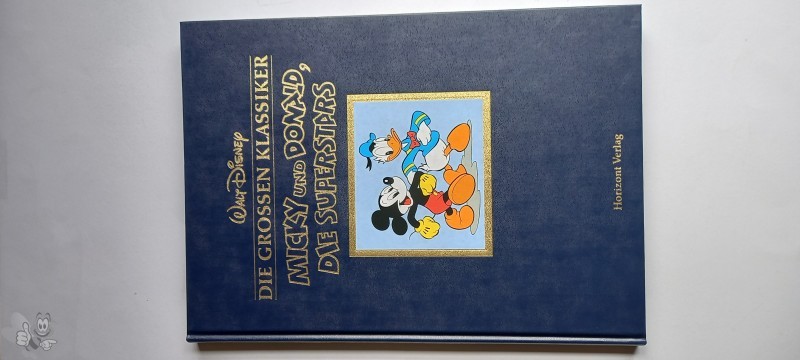 WALT DISNEY
DIE GROSSEN KLASSIKER
MICKY UND DONALD,
DIE SUPERSTARS
Horizont Verlag